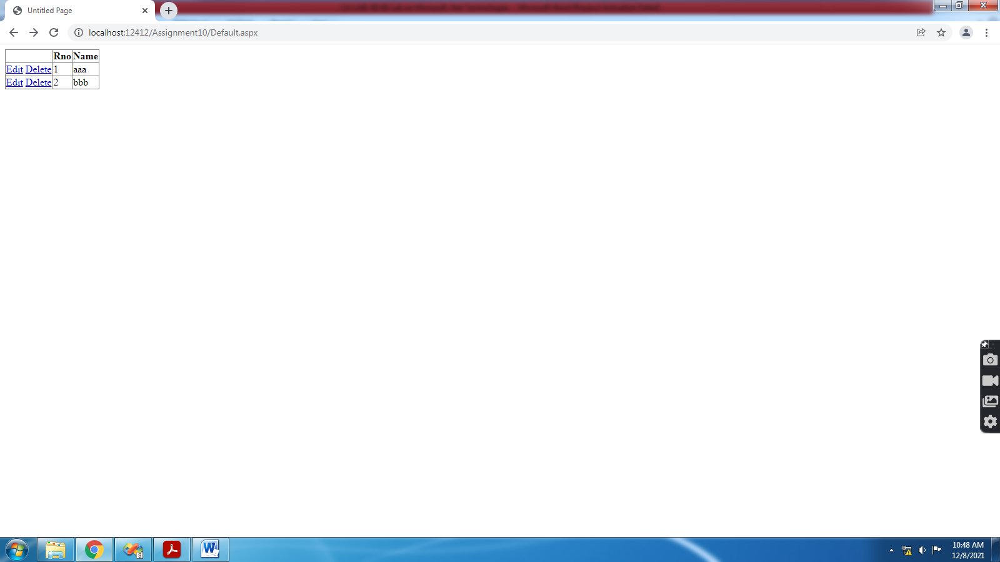 Untitled Page
localhost:12412/Assignment10/Default.aspx
Rno Name
Edit Delete 1 aaa
Edit Delete 2 bbb
9
W
10:48 AM
12/8/2021